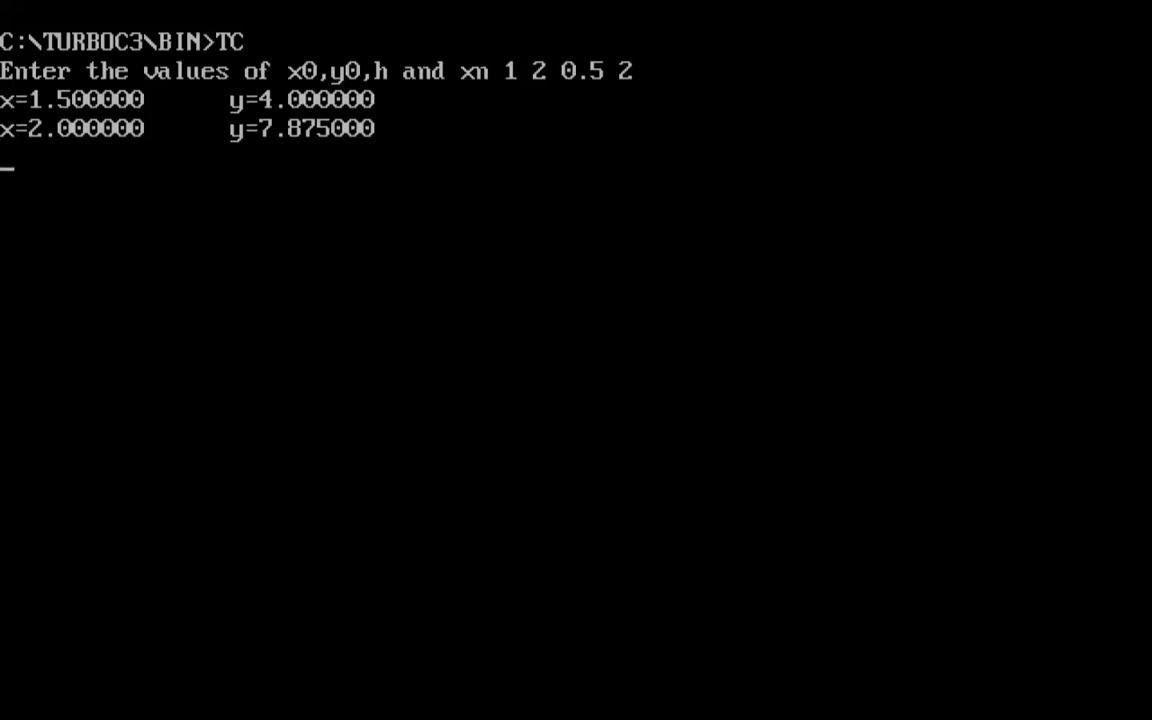 C:\TURBOC3\BIN>TC
Enter the values of x0,y0,h and xn 1 2 0.5 2
x=1.500000 y=4.000000
x=2.000000 y=7.875000
_